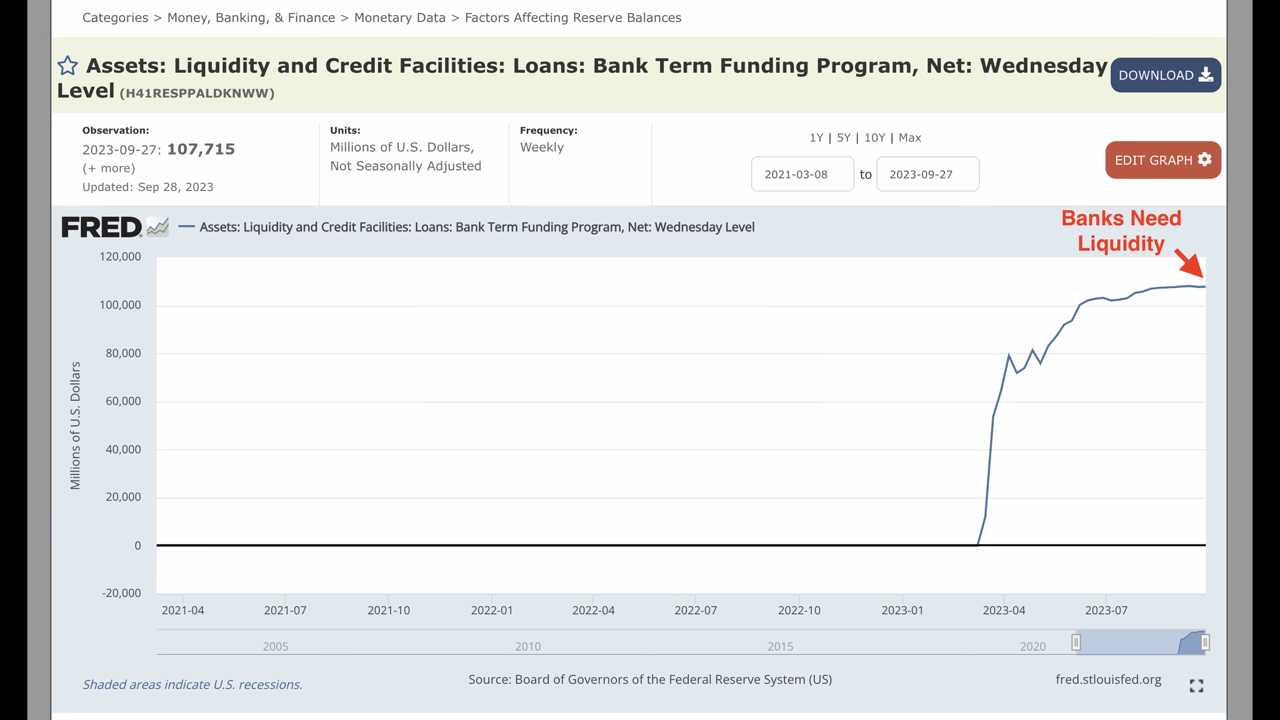 Categories > Money, Banking, & Finance > Monetary Data > Factors Affecting Reserve Balances
Assets: Liquidity and Credit Facilities: Loans: Bank Term Funding Program, Net: Wednesday
Level (H41RESPPALDKNWW)
DOWNLOAD
Observation:
2023-09-27: 107,715
(+ more)
Updated: Sep 28, 2023
Units:
Millions of U.S. Dollars,
Not Seasonally Adjusted
Frequency:
Weekly
1Y | 5Y | 10Y | Max
2021-03-08 to 2023-09-27
EDIT GRAPH
FRED
Assets: Liquidity and Credit Facilities: Loans: Bank Term Funding Program, Net: Wednesday Level
Banks Need
Liquidity
Millions of U.S. Dollars
120,000
100,000
80,000
60,000
40,000
20,000
0
-20,000
2021-04 2021-07 2021-10 2022-01 2022-04 2022-07 2022-10 2023-01 2023-04 2023-07
2005 2010 2015 2020
Shaded areas indicate U.S. recessions.
Source: Board of Governors of the Federal Reserve System (US)
fred.stlouisfed.org